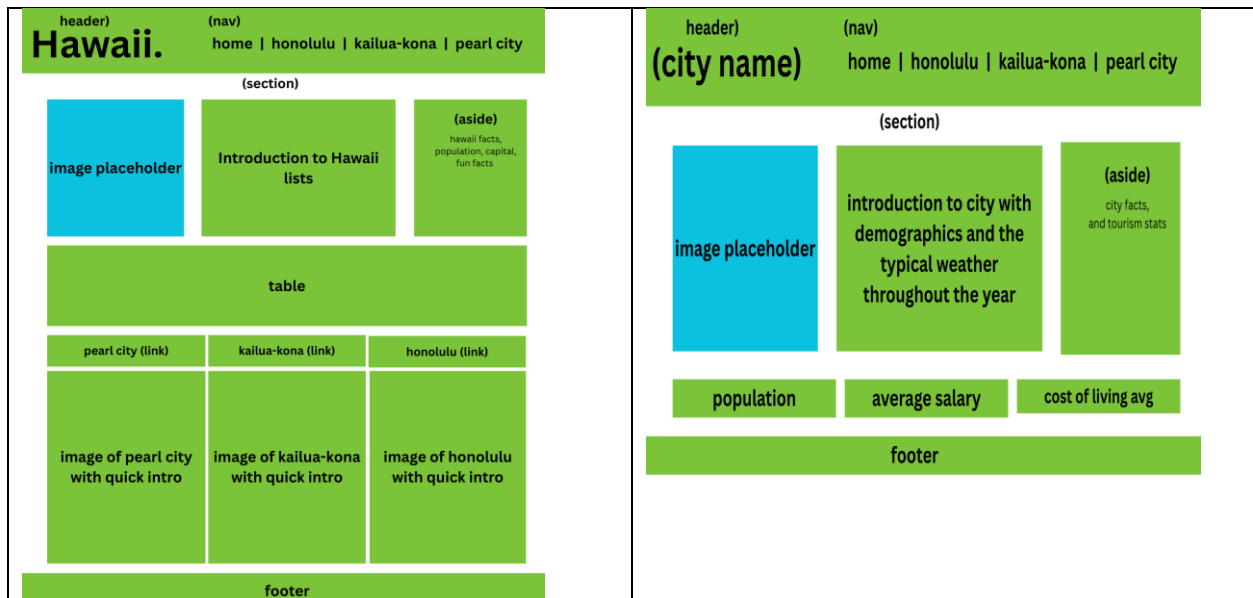 header)
(nav)
Hawaii.
home | honolulu | kailua-kona | pearl city
(section)
image placeholder
Introduction to Hawaii
lists
(aside)
hawaii facts,
population, capital,
fun facts
table
pearl city (link)
kailua-kona (link)
honolulu (link)
image of pearl city
with quick intro
image of kailua-kona
with quick intro
image of honolulu
with quick intro
footer
header)
(nav)
(city name)
home | honolulu | kailua-kona | pearl city
(section)
image placeholder
introduction to city with
demographics and the
typical weather
throughout the year
(aside)
city facts,
and tourism stats
population
average salary
cost of living avg
footer